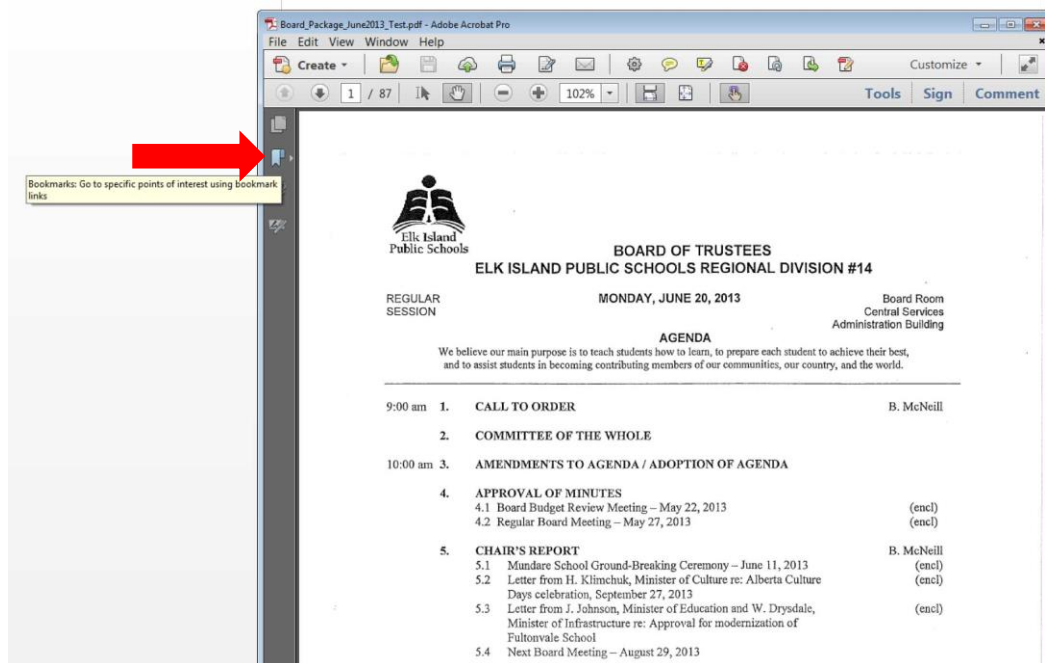 Board_Package_June2013_Test.pdf - Adobe Acrobat Pro
File Edit View Window Help
Create Customize
1 / 87 102% Tools Sign Comment
Bookmarks: Go to specific points of interest using bookmark
links
Elk Island
Public Schools
BOARD OF TRUSTEES
ELK ISLAND PUBLIC SCHOOLS REGIONAL DIVISION #14
REGULAR MONDAY, JUNE 20, 2013 Board Room
SESSION Central Services
Administration Building
AGENDA
We believe our main purpose is to teach students how to learn, to prepare each student to achieve their best,
and to assist students in becoming contributing members of our communities, our country, and the world.
9:00 am 1. CALL TO ORDER B. McNeill
2. COMMITTEE OF THE WHOLE
10:00 am 3. AMENDMENTS TO AGENDA / ADOPTION OF AGENDA
4. APPROVAL OF MINUTES
4.1 Board Budget Review Meeting – May 22, 2013 (encl)
4.2 Regular Board Meeting – May 27, 2013 (encl)
5. CHAIR'S REPORT B. McNeill
5.1 Mundare School Ground-Breaking Ceremony – June 11, 2013 (encl)
5.2 Letter from H. Klimchuk, Minister of Culture re: Alberta Culture (encl)
Days celebration, September 27, 2013
5.3 Letter from J. Johnson, Minister of Education and W. Drysdale, (encl)
Minister of Infrastructure re: Approval for modernization of
Fultonvale School
5.4 Next Board Meeting – August 29, 2013